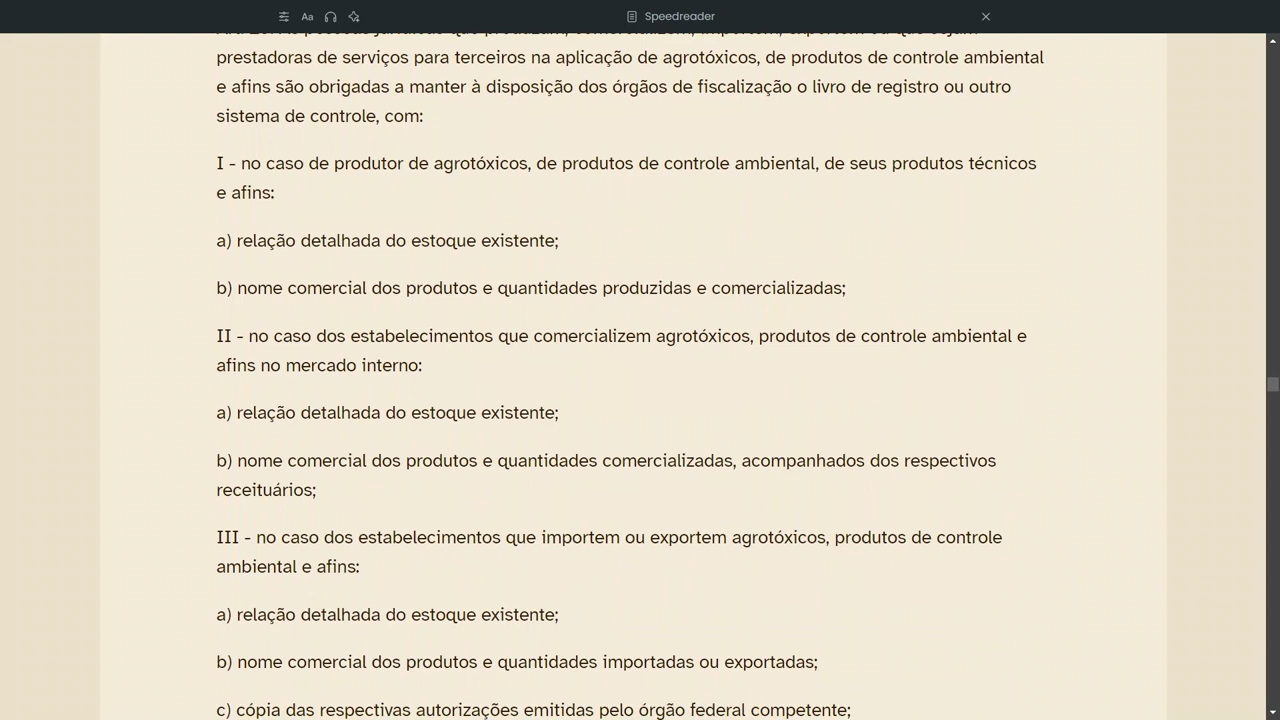 Aa
Speedreader
prestadoras de serviços para terceiros na aplicação de agrotóxicos, de produtos de controle ambiental
e afins são obrigadas a manter à disposição dos órgãos de fiscalização o livro de registro ou outro
sistema de controle, com:
I - no caso de produtor de agrotóxicos, de produtos de controle ambiental, de seus produtos técnicos
e afins:
a) relação detalhada do estoque existente;
b) nome comercial dos produtos e quantidades produzidas e comercializadas;
II - no caso dos estabelecimentos que comercializem agrotóxicos, produtos de controle ambiental e
afins no mercado interno:
a) relação detalhada do estoque existente;
b) nome comercial dos produtos e quantidades comercializadas, acompanhados dos respectivos
receituários;
III - no caso dos estabelecimentos que importem ou exportem agrotóxicos, produtos de controle
ambiental e afins:
a) relação detalhada do estoque existente;
b) nome comercial dos produtos e quantidades importadas ou exportadas;
c) cópia das respectivas autorizações emitidas pelo órgão federal competente;